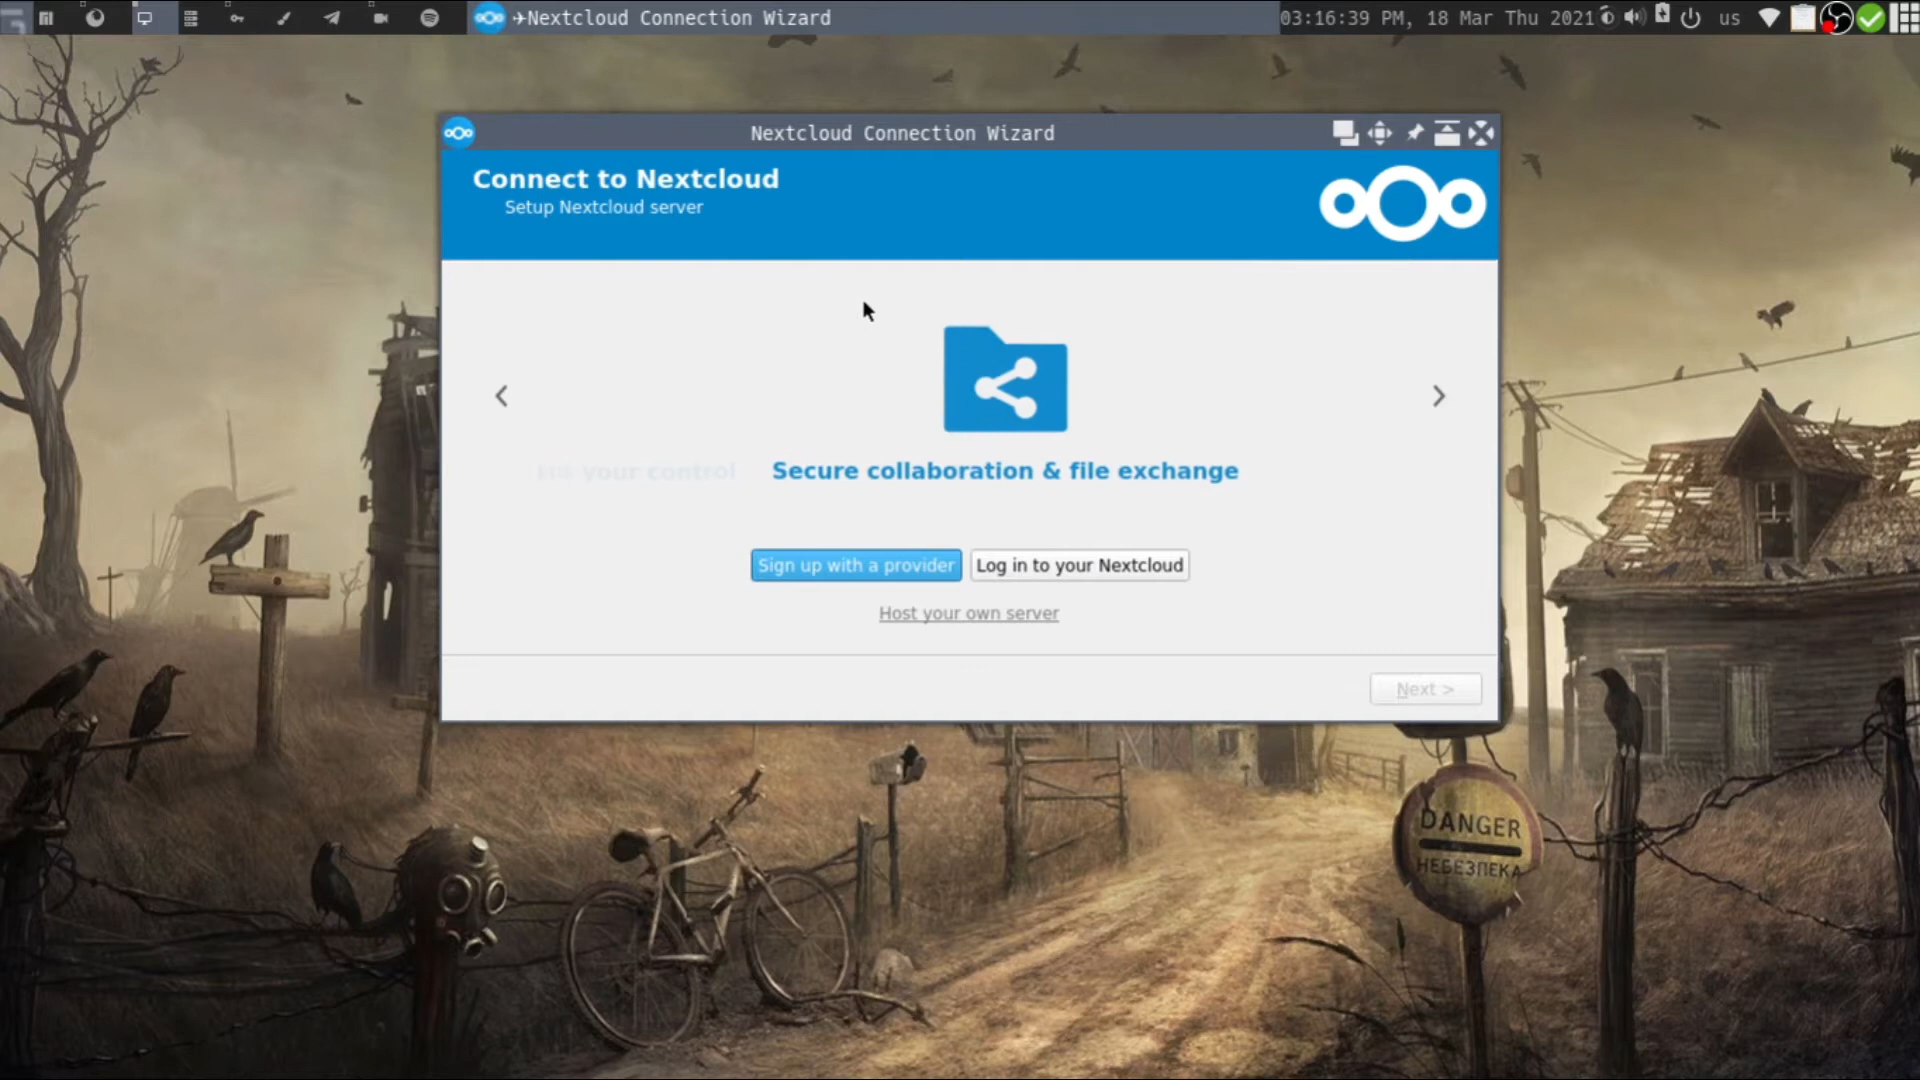 ✈Nextcloud Connection Wizard
03:16:39 PM, 18 Mar Thu 2021
us
Nextcloud Connection Wizard
Connect to Nextcloud
Setup Nextcloud server
your control
Secure collaboration & file exchange
Sign up with a provider
Log in to your Nextcloud
Host your own server
Next >
DANGER
НЕБЕЗПЕКА